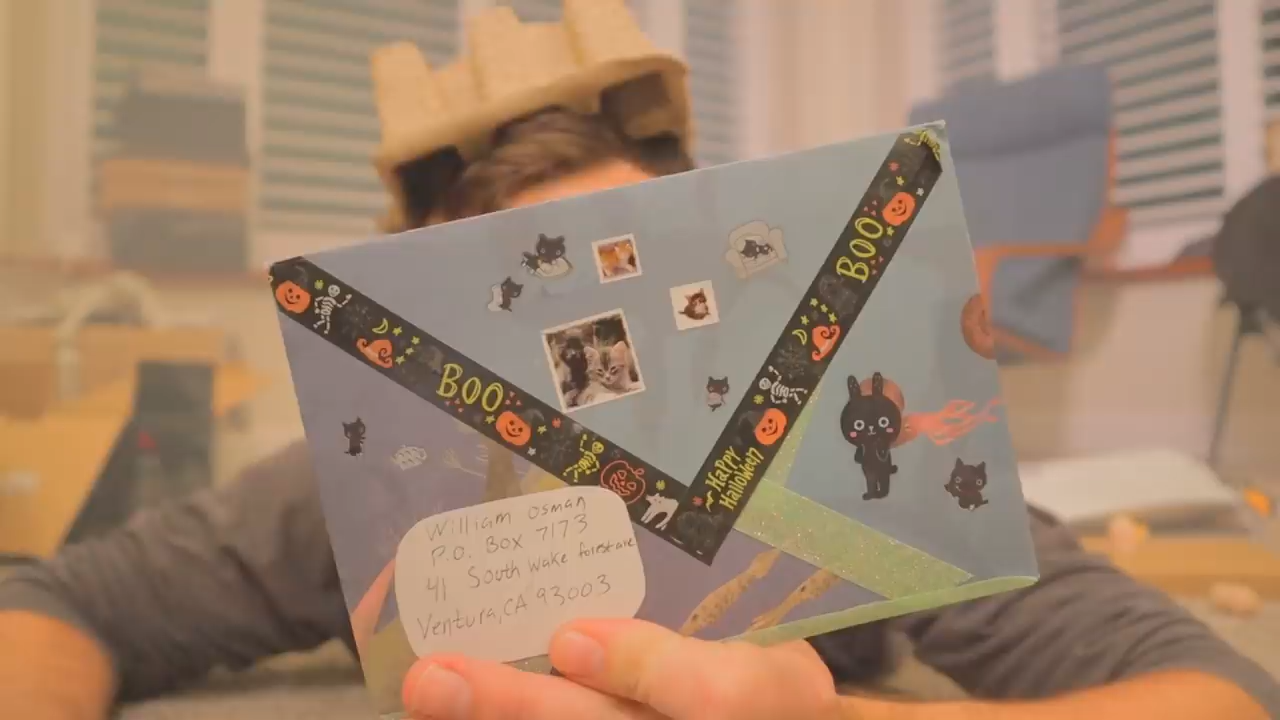 BOO
BOO
Happy
Halloween
William Osman
P.O. Box 7173
41 South Wake forest ave
Ventura, CA 93003